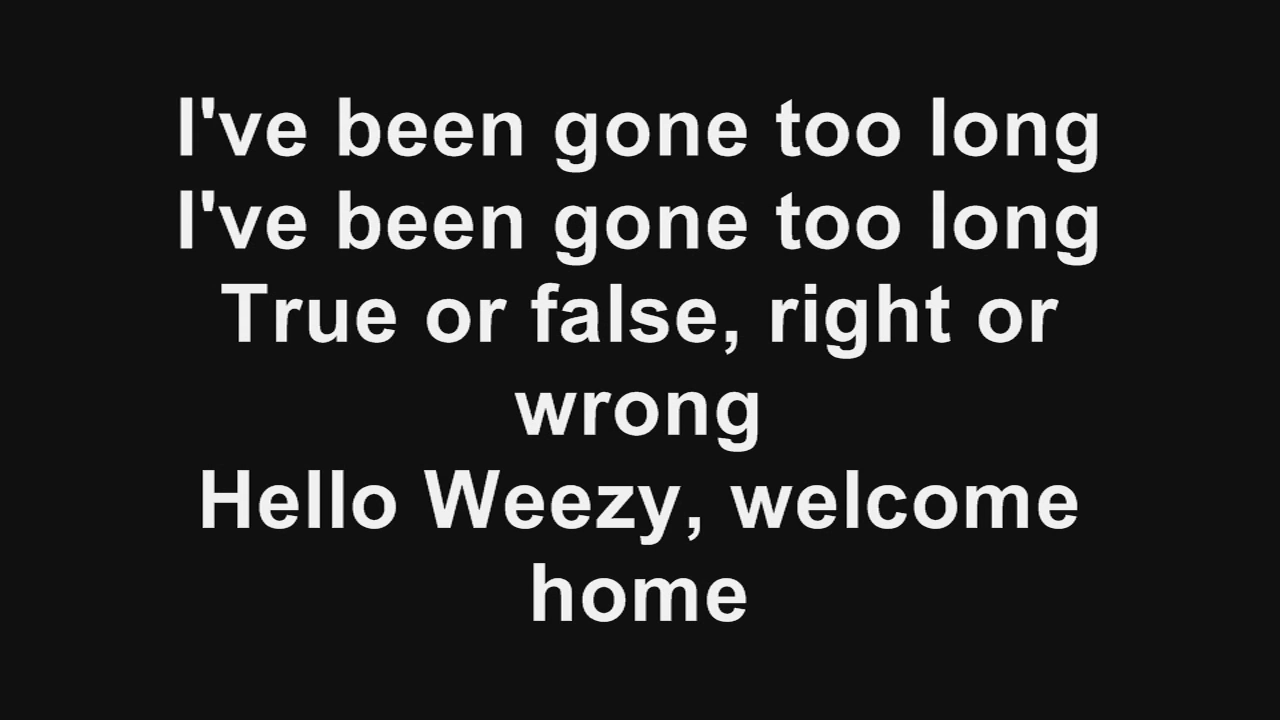 I've been gone too long
I've been gone too long
True or false, right or
wrong
Hello Weezy, welcome
home